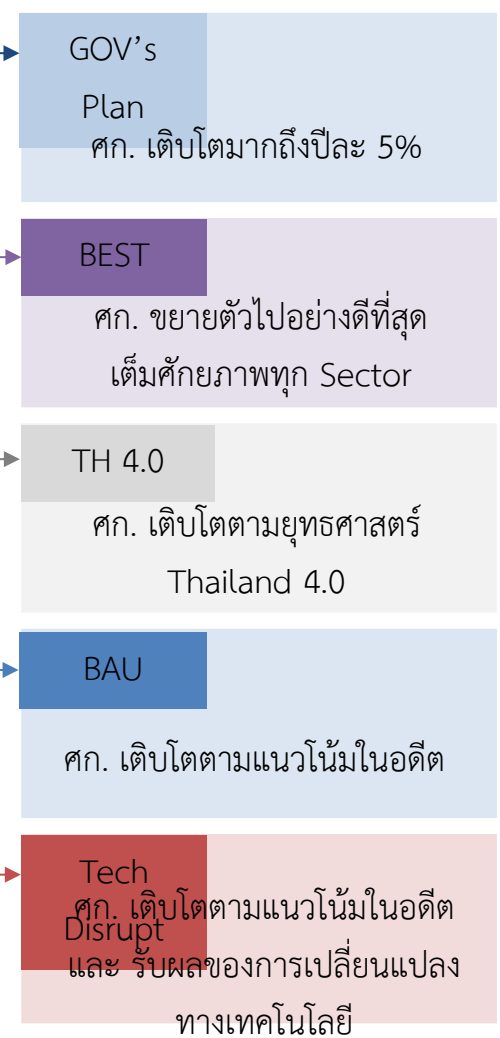 GOV’s
Plan
ศก. เติบโตมากถึงปีละ 5%
BEST
ศก. ขยายตัวไปอย่างดีที่สุด
เต็มศักยภาพทุก Sector
TH 4.0
ศก. เติบโตตามยุทธศาสตร์
Thailand 4.0
BAU
ศก. เติบโตตามแนวโน้มในอดีต
Tech
Disrupt
ศก. เติบโตตามแนวโน้มในอดีต
และ รับผลของการเปลี่ยนแปลง
ทางเทคโนโลยี